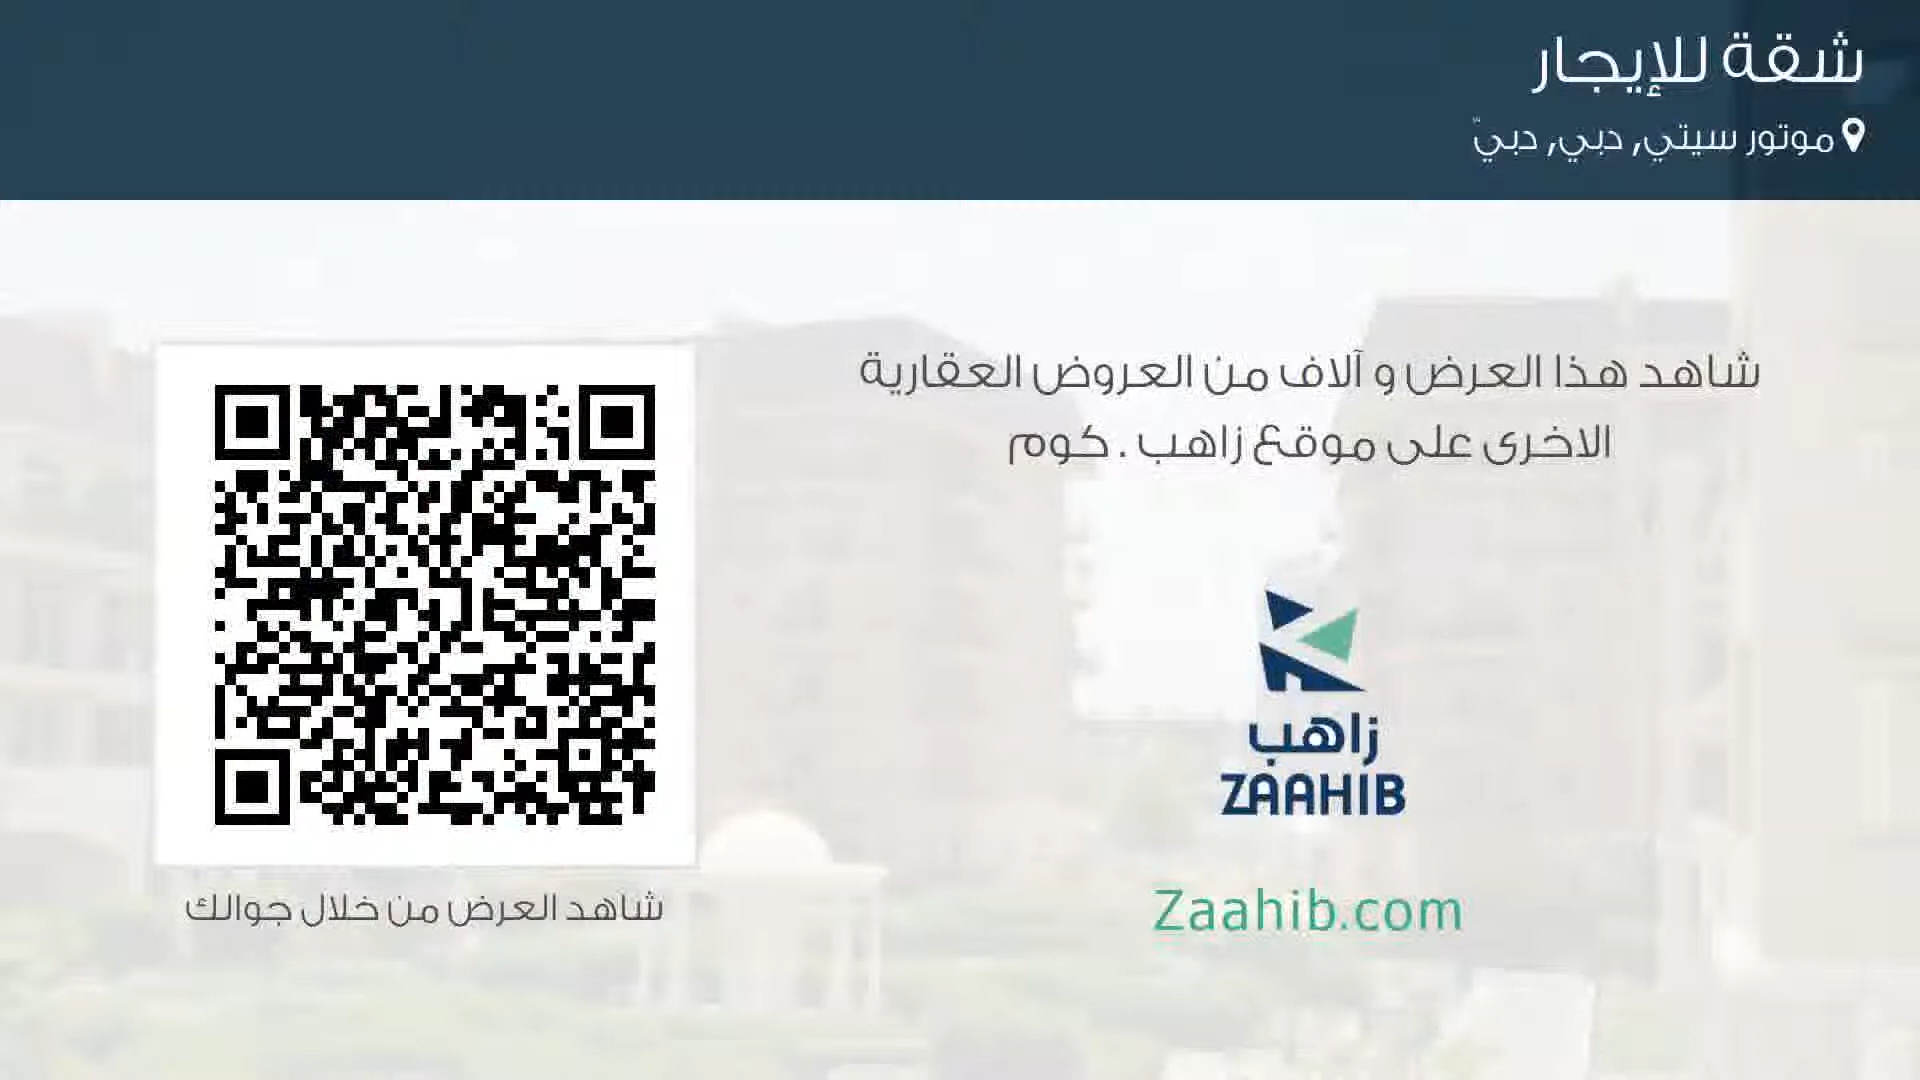 شقة للإيجار
موتور سيتي, دبي, دبيّ
شاهد هذا العرض و آلاف من العروض العقارية
الاخرى على موقع زاهب . كوم
زاهب
ZAAHIB
Zaahib.com
شاهد العرض من خلال جوالك